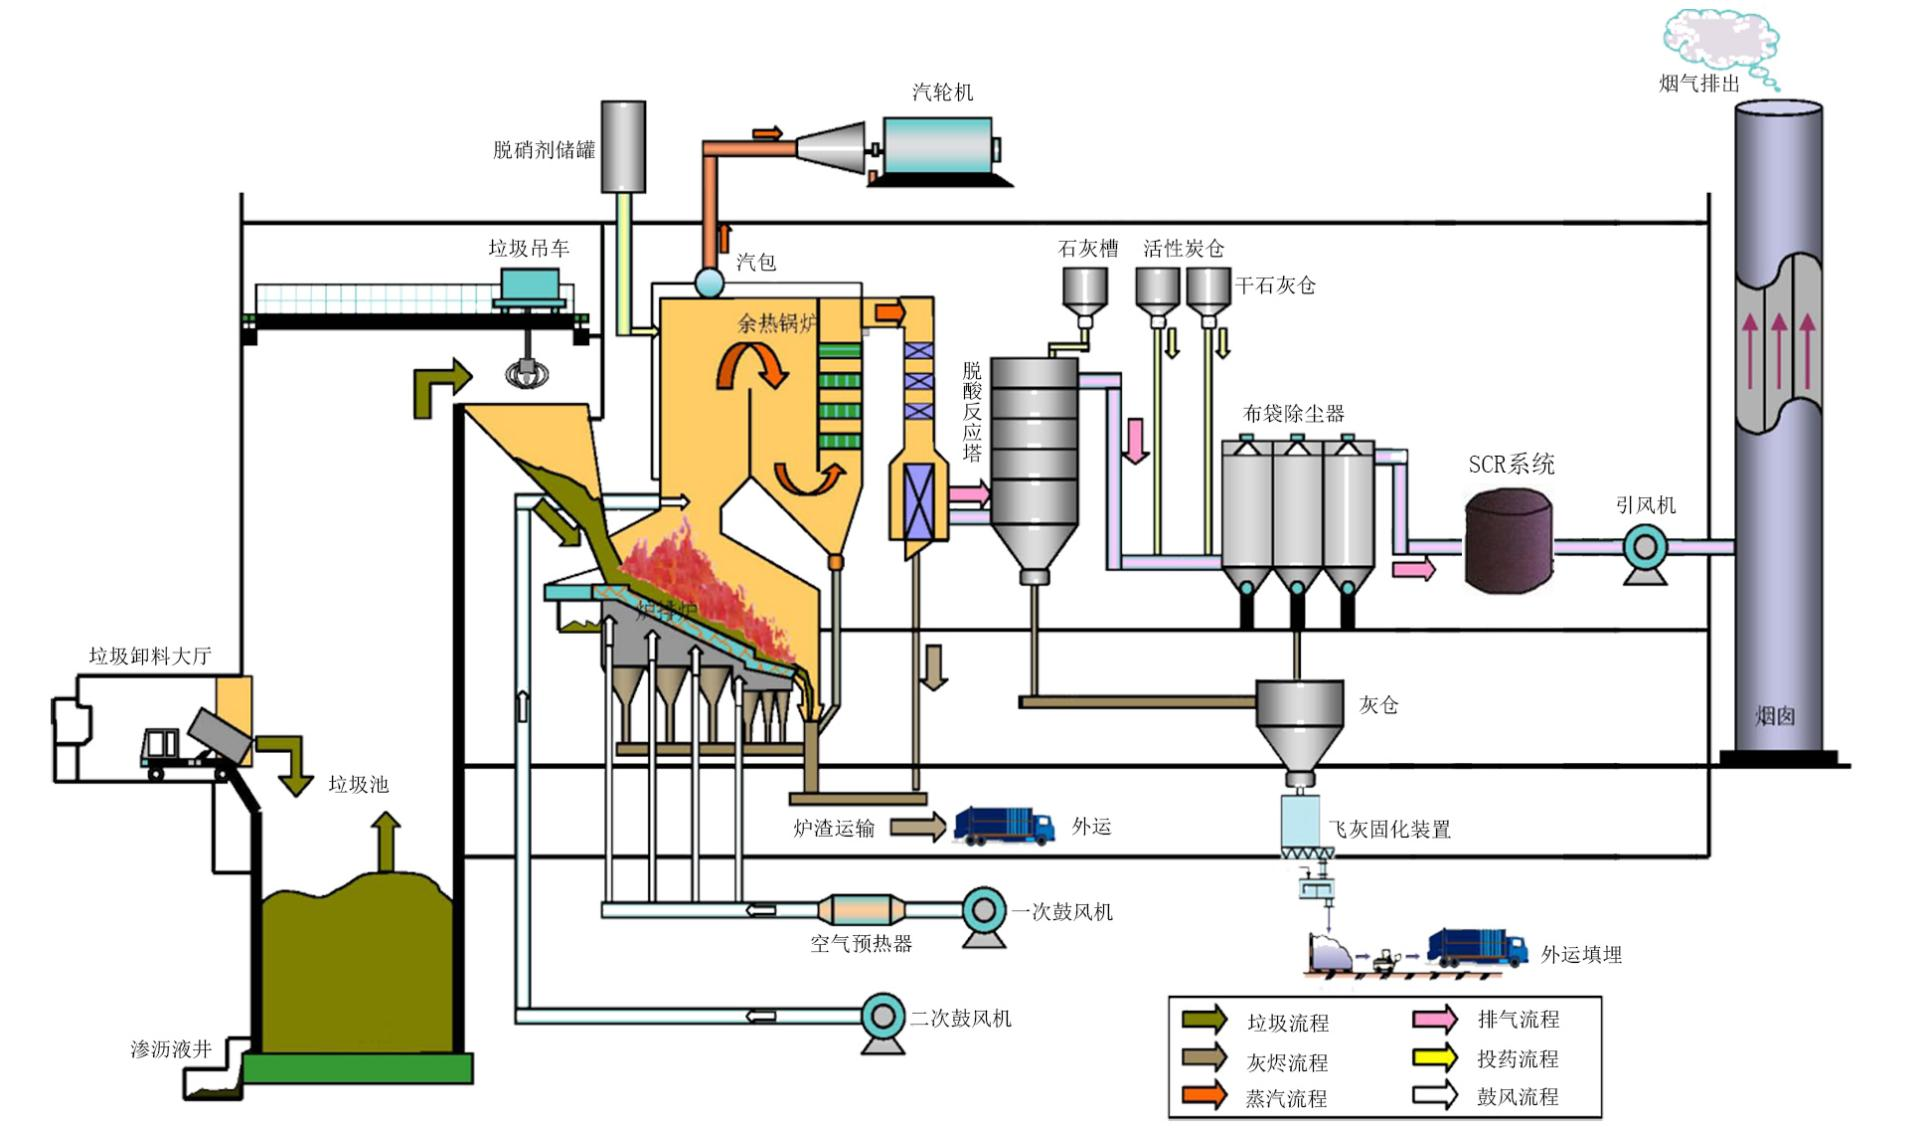 烟气排出
汽轮机
脱硝剂储罐
垃圾吊车
汽包
石灰槽
活性炭仓
干石灰仓
余热锅炉
脱酸反应塔
布袋除尘器
SCR系统
引风机
炉排炉
垃圾卸料大厅
灰仓
烟囱
垃圾池
炉渣运输
外运
飞灰固化装置
一次鼓风机
空气预热器
外运填埋
二次鼓风机
渗沥液井
垃圾流程
排气流程
灰烬流程
投药流程
蒸汽流程
鼓风流程